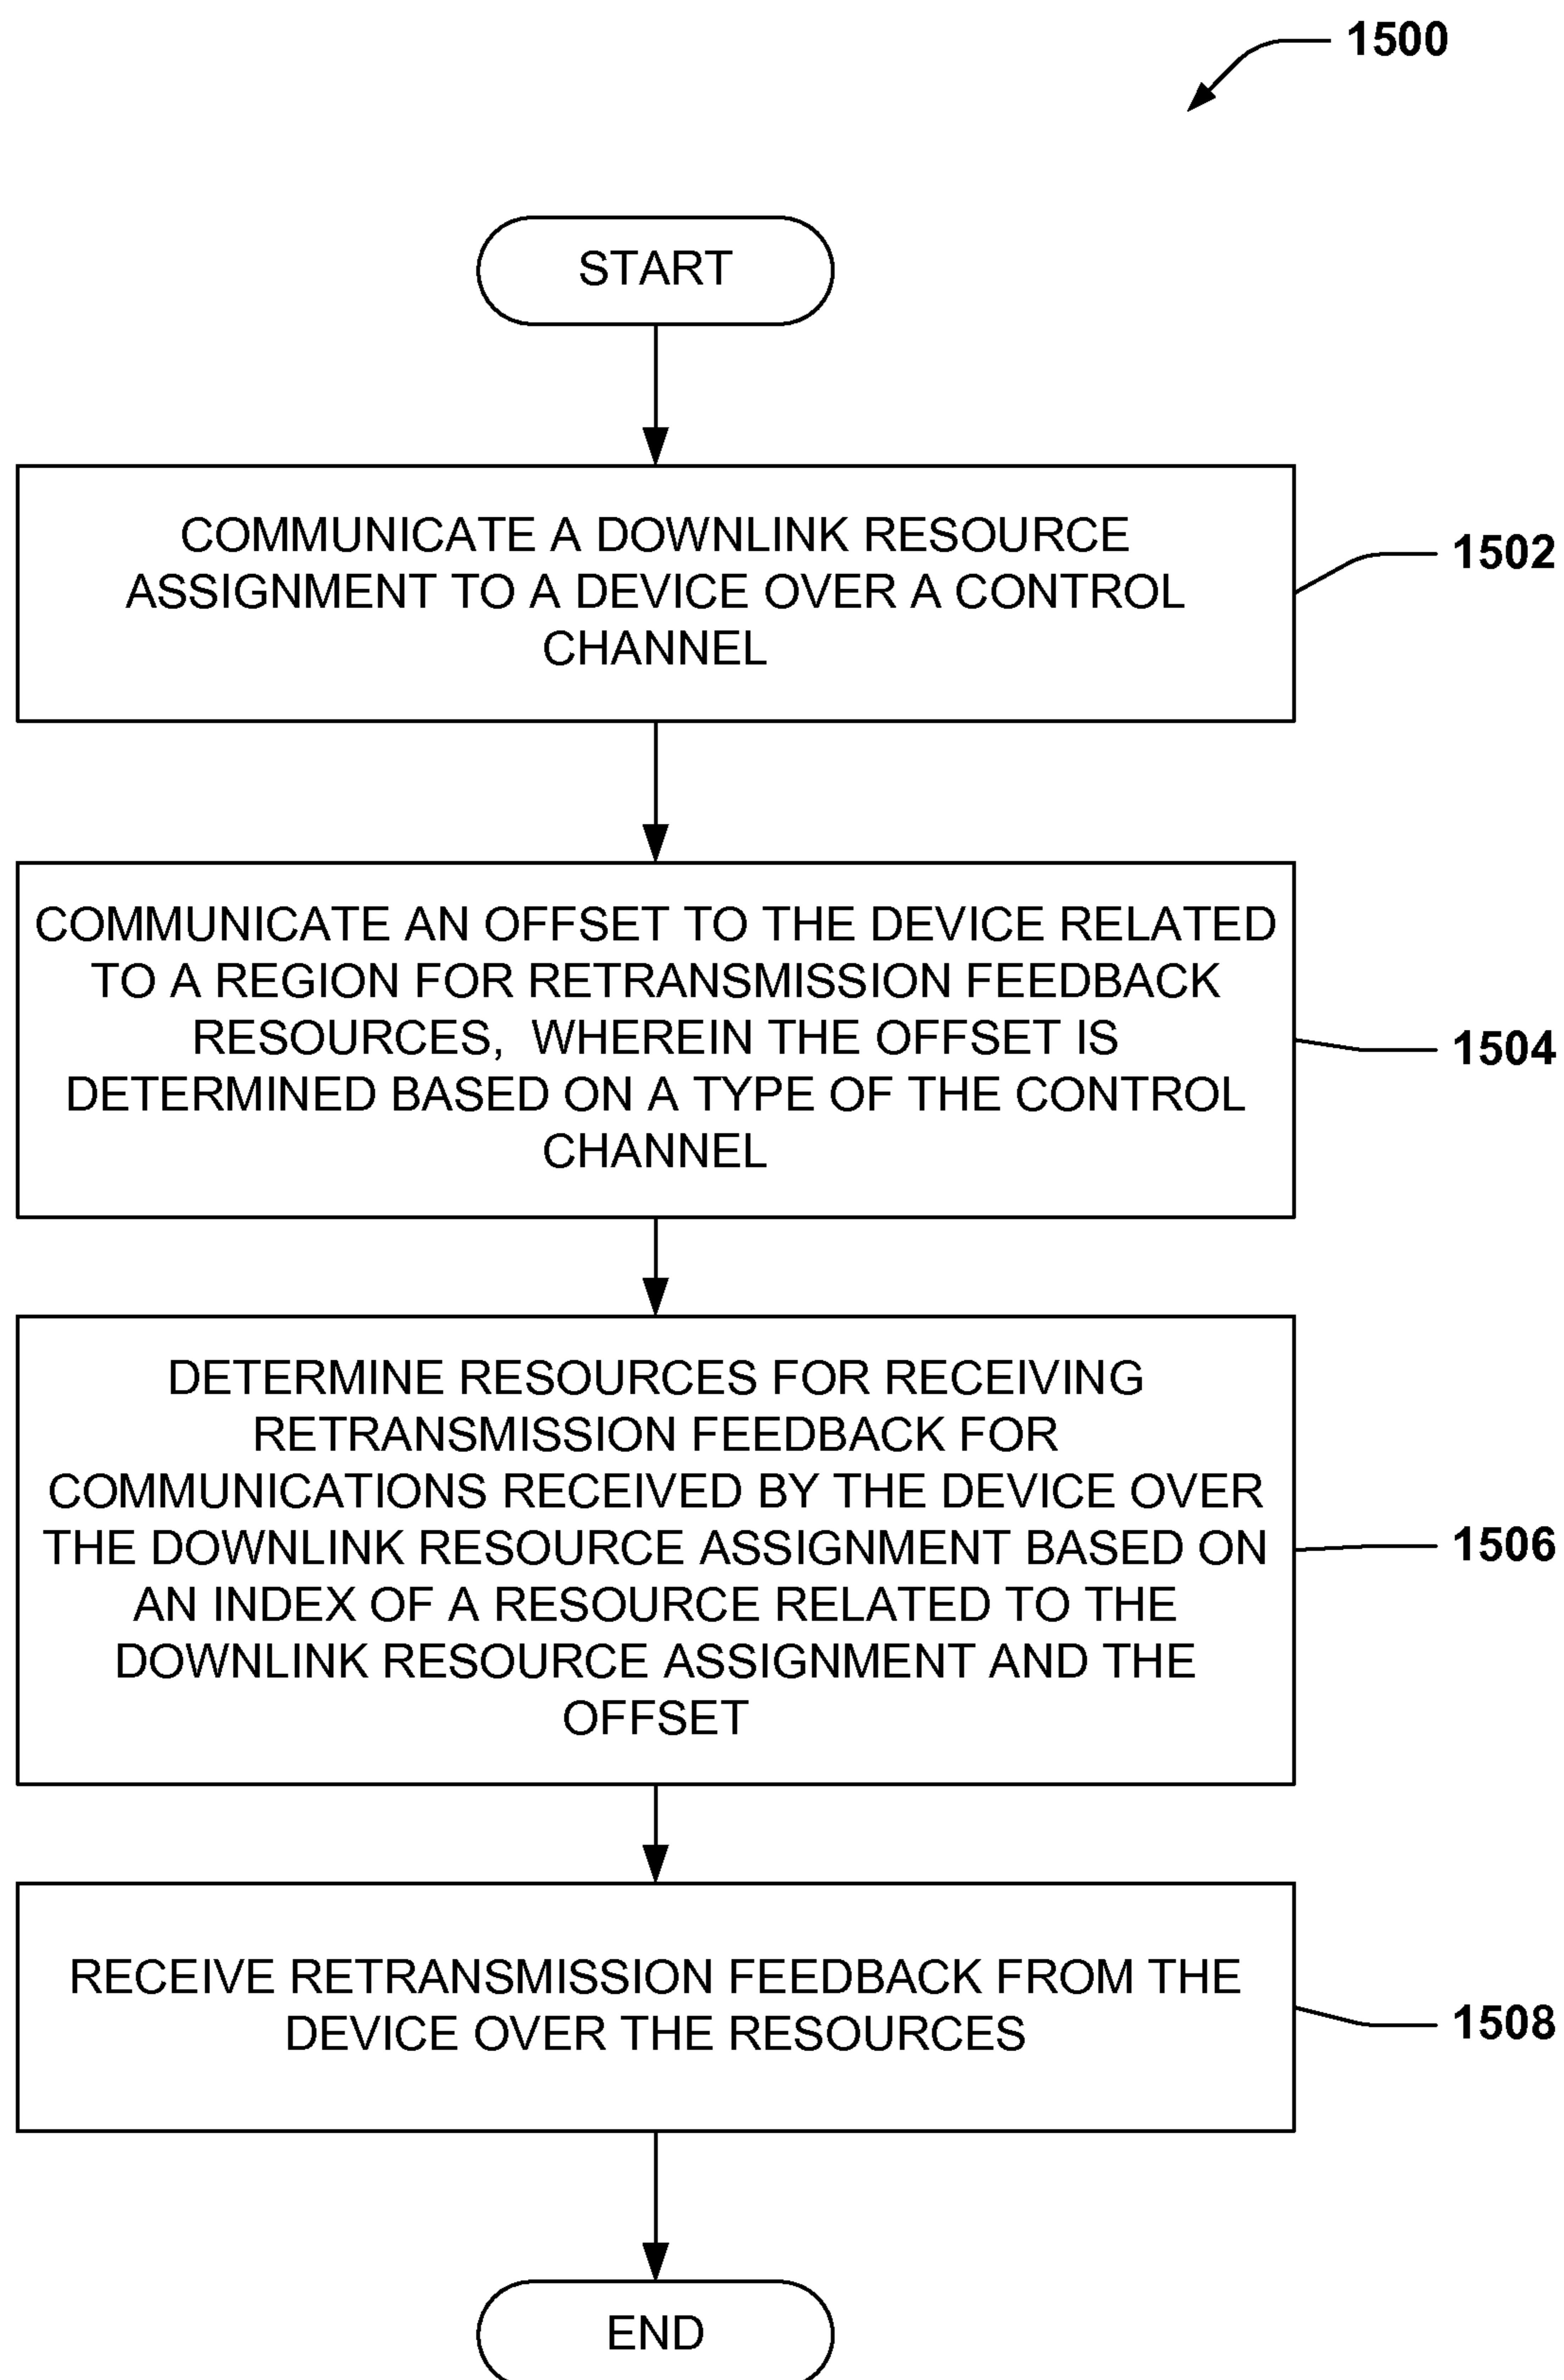 1500
START
COMMUNICATE A DOWNLINK RESOURCE
ASSIGNMENT TO A DEVICE OVER A CONTROL
CHANNEL
1502
COMMUNICATE AN OFFSET TO THE DEVICE RELATED
TO A REGION FOR RETRANSMISSION FEEDBACK
RESOURCES, WHEREIN THE OFFSET IS
DETERMINED BASED ON A TYPE OF THE CONTROL
CHANNEL
1504
DETERMINE RESOURCES FOR RECEIVING
RETRANSMISSION FEEDBACK FOR
COMMUNICATIONS RECEIVED BY THE DEVICE OVER
THE DOWNLINK RESOURCE ASSIGNMENT BASED ON
AN INDEX OF A RESOURCE RELATED TO THE
DOWNLINK RESOURCE ASSIGNMENT AND THE
OFFSET
1506
RECEIVE RETRANSMISSION FEEDBACK FROM THE
DEVICE OVER THE RESOURCES
1508
END